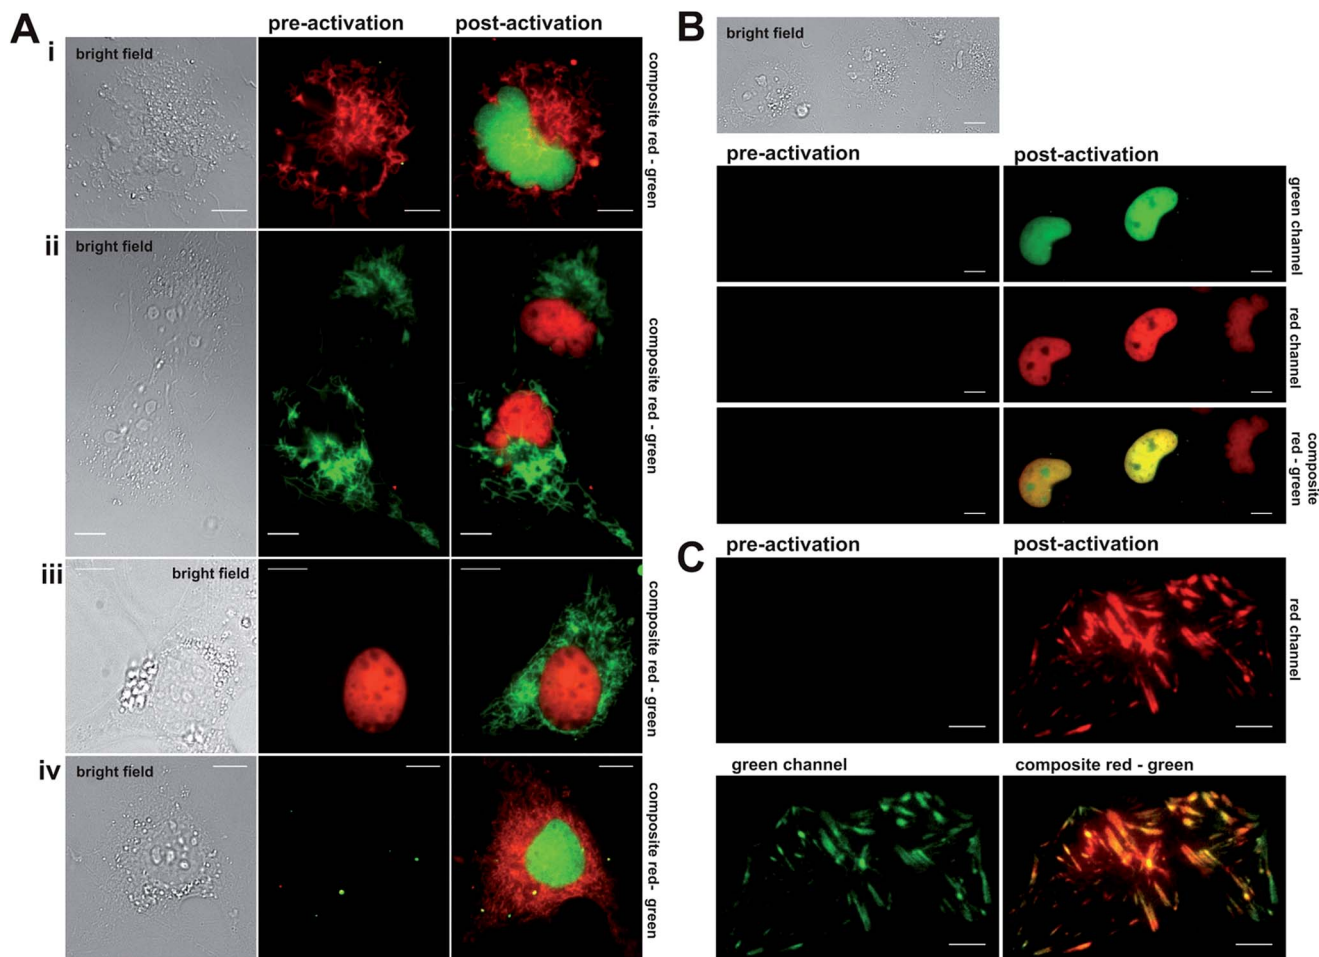 A
pre-activation
post-activation
i
bright field
composite red - green
ii
bright field
composite red - green
iii
bright field
composite red - green
iv
bright field
composite red- green
B
bright field
pre-activation
post-activation
green channel
red channel
composite
red - green
C
pre-activation
post-activation
red channel
green channel
composite red - green